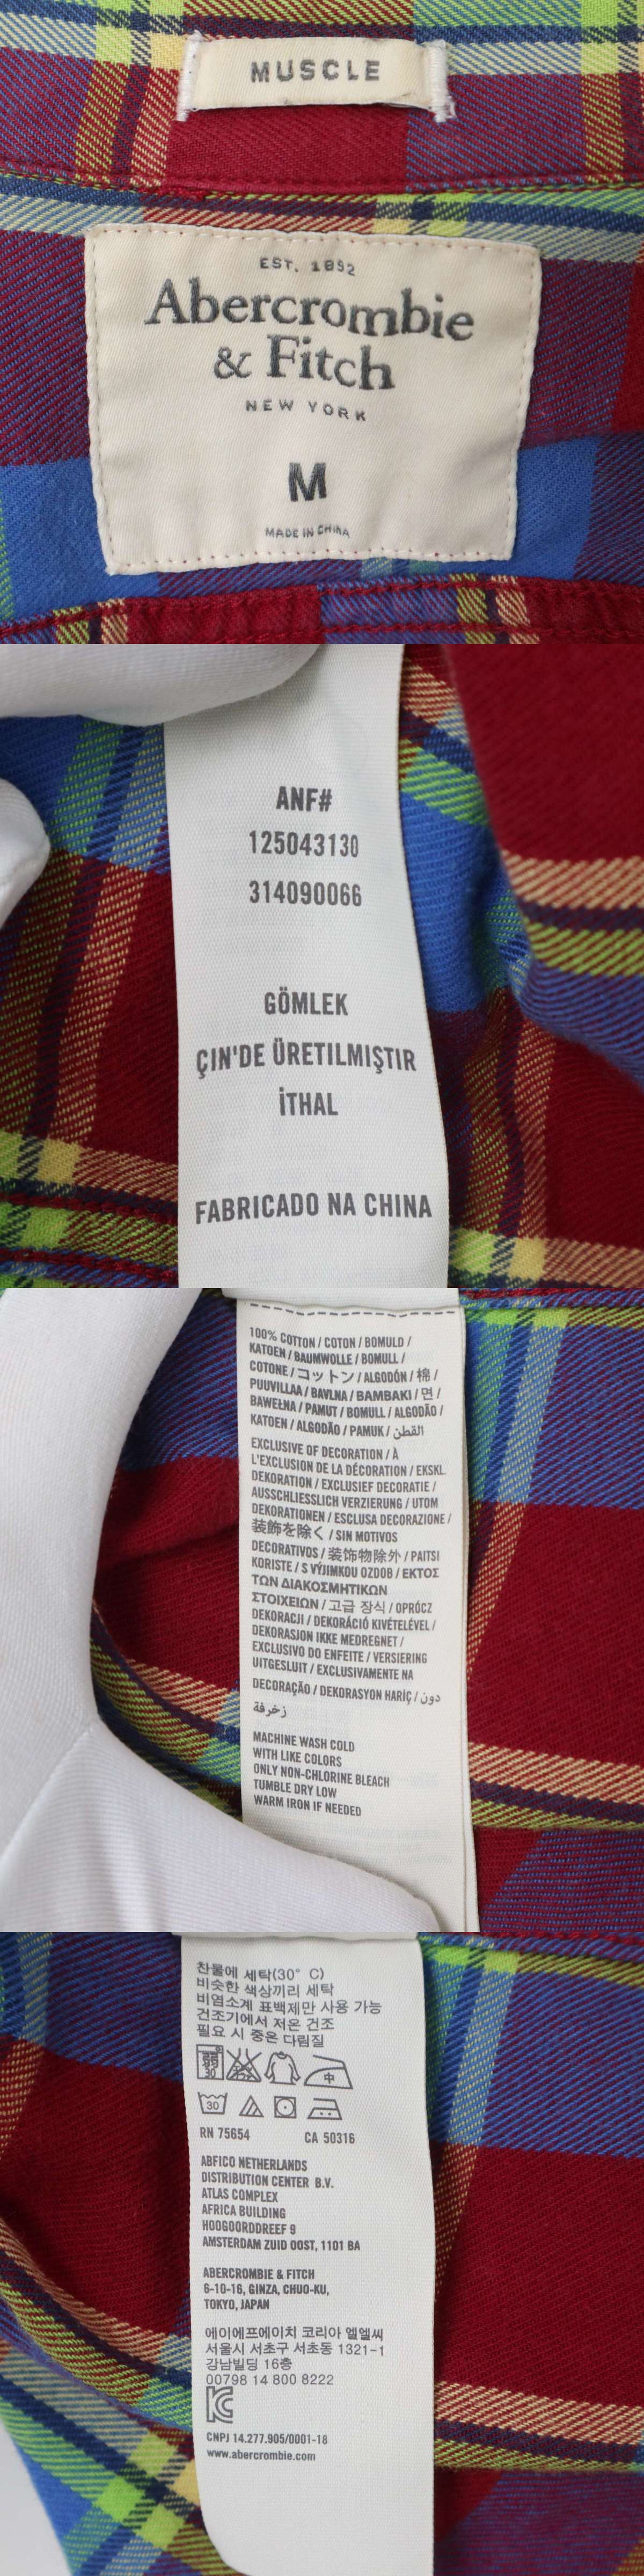 MUSCLE
EST. 1892
Abercrombie
& Fitch
NEW YORK
M
MADE IN CHINA
ANF#
125043130
314090066
GÖMLEK
ÇIN'DE ÜRETILMIŞTIR
İTHAL
FABRICADO NA CHINA
100% COTTON / COTON / BOMULD /
KATOEN / BAUMWOLLE / BOMULL /
COTONE / コットン / ALGODÓN / 棉 /
PUUVILLAA / BAVLNA / BAMBAKI / 면 /
BAWEŁNA / PAMUT / BOMULL / ALGODÃO /
KATOEN / ALGODÃO / PAMUK / القطن
EXCLUSIVE OF DECORATION / À
L'EXCLUSION DE LA DÉCORATION / EKSKL.
DEKORATION / EXCLUSIEF DECORATIE /
AUSSCHLIESSLICH VERZIERUNG / UTOM
DEKORATIONEN / ESCLUSA DECORAZIONE /
装飾を除く / SIN MOTIVOS
DECORATIVOS / 装饰物除外 / PAITSI
KORISTE / S VÝJIMKOU OZDOB / ΕΚΤΟΣ
ΤΩΝ ΔΙΑΚΟΣΜΗΤΙΚΩΝ
ΣΤΟΙΧΕΙΩΝ / 고급 장식 / OPRÓCZ
DEKORACJI / DEKORÁCIÓ KIVÉTELÉVEL /
DEKORASJON IKKE MEDREGNET /
EXCLUSIVO DO ENFEITE / VERSIERING
UITGESLUIT / EXCLUSIVAMENTE NA
DECORAÇÃO / DEKORASYON HARİÇ / دون
زخرفة
MACHINE WASH COLD
WITH LIKE COLORS
ONLY NON-CHLORINE BLEACH
TUMBLE DRY LOW
WARM IRON IF NEEDED
찬물에 세탁(30° C)
비슷한 색상끼리 세탁
비염소계 표백제만 사용 가능
건조기에서 저온 건조
필요 시 중온 다림질
30 中
30
RN 75654 CA 50316
ABFICO NETHERLANDS
DISTRIBUTION CENTER B.V.
ATLAS COMPLEX
AFRICA BUILDING
HOOGOORDDREEF 9
AMSTERDAM ZUID OOST, 1101 BA
ABERCROMBIE & FITCH
6-10-16, GINZA, CHUO-KU,
TOKYO, JAPAN
에이에프에이치 코리아 엘엘씨
서울시 서초구 서초동 1321-1
강남빌딩 16층
00798 14 800 8222
CNPJ 14.277.905/0001-18
www.abercrombie.com